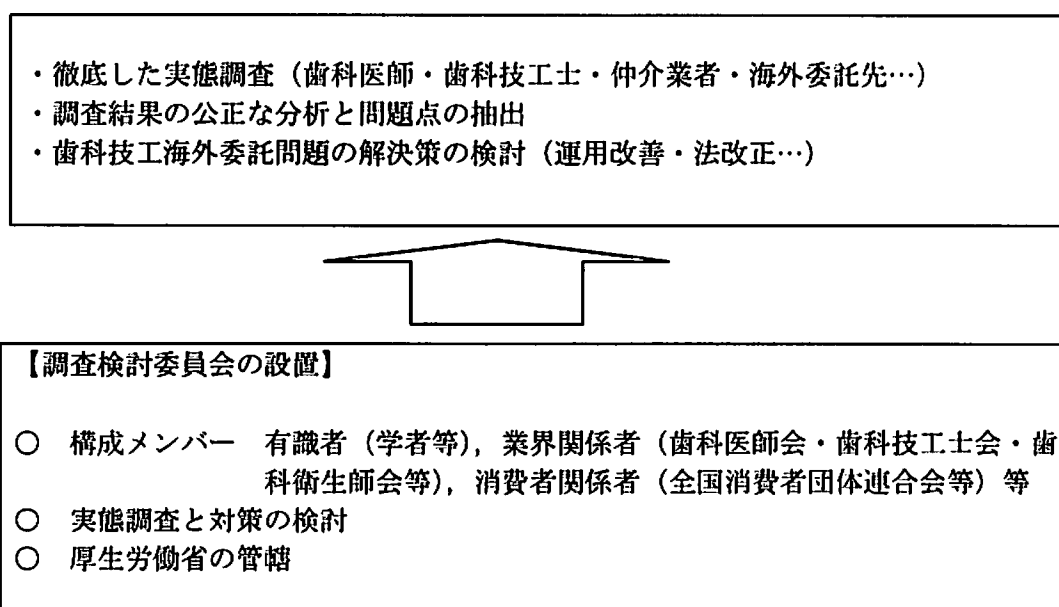 ・徹底した実態調査（歯科医師・歯科技工士・仲介業者・海外委託先…）
・調査結果の公正な分析と問題点の抽出
・歯科技工海外委託問題の解決策の検討（運用改善・法改正…）
【調査検討委員会の設置】
○　構成メンバー　有識者（学者等），業界関係者（歯科医師会・歯科技工士会・歯
科衛生師会等），消費者関係者（全国消費者団体連合会等）等
○　実態調査と対策の検討
○　厚生労働省の管轄